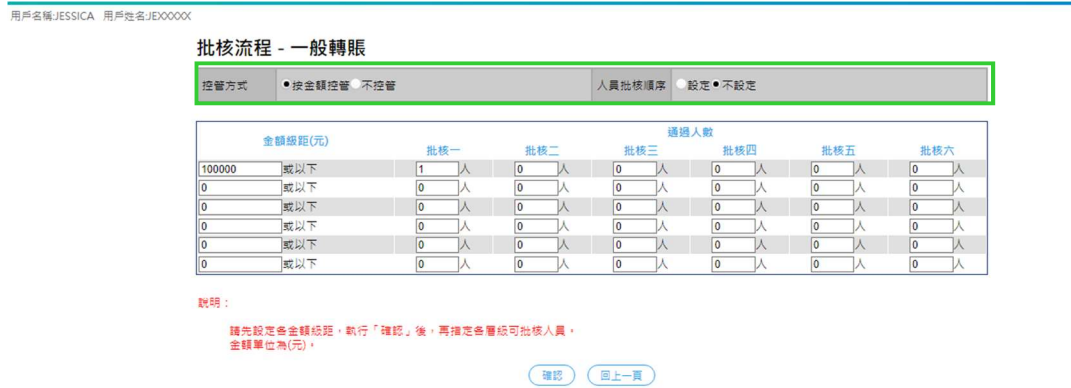 用戶名稱:JESSICA 用戶姓名:JEXXXXX
批核流程 - 一般轉賬
控管方式 按金額控管 不控管 人員批核順序 設定 不設定
金額級距(元) 通過人數
批核一 批核二 批核三 批核四 批核五 批核六
100000 或以下 1 人 0 人 0 人 0 人 0 人 0 人
0 或以下 0 人 0 人 0 人 0 人 0 人 0 人
0 或以下 0 人 0 人 0 人 0 人 0 人 0 人
0 或以下 0 人 0 人 0 人 0 人 0 人 0 人
0 或以下 0 人 0 人 0 人 0 人 0 人 0 人
0 或以下 0 人 0 人 0 人 0 人 0 人 0 人
說明：
請先設定各金額級距，執行「確認」後，再指定各層級可批核人員。
金額單位為(元)。
確認 回上一頁